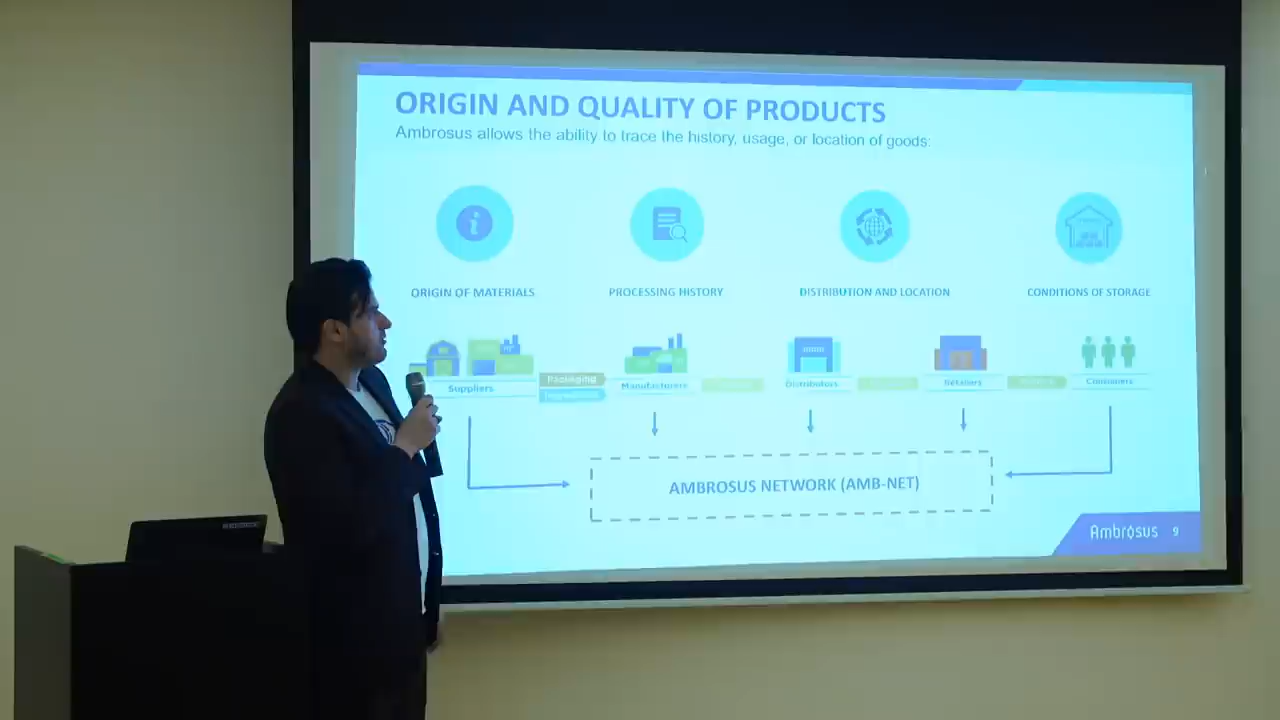 ORIGIN AND QUALITY OF PRODUCTS
Ambrosus allows the ability to trace the history, usage, or location of goods:
ORIGIN OF MATERIALS
PROCESSING HISTORY
DISTRIBUTION AND LOCATION
CONDITIONS OF STORAGE
Suppliers
Packaging
Manufacturers
Distributors
Retailers
Consumers
AMBROSUS NETWORK (AMB-NET)
Ambrosus 9